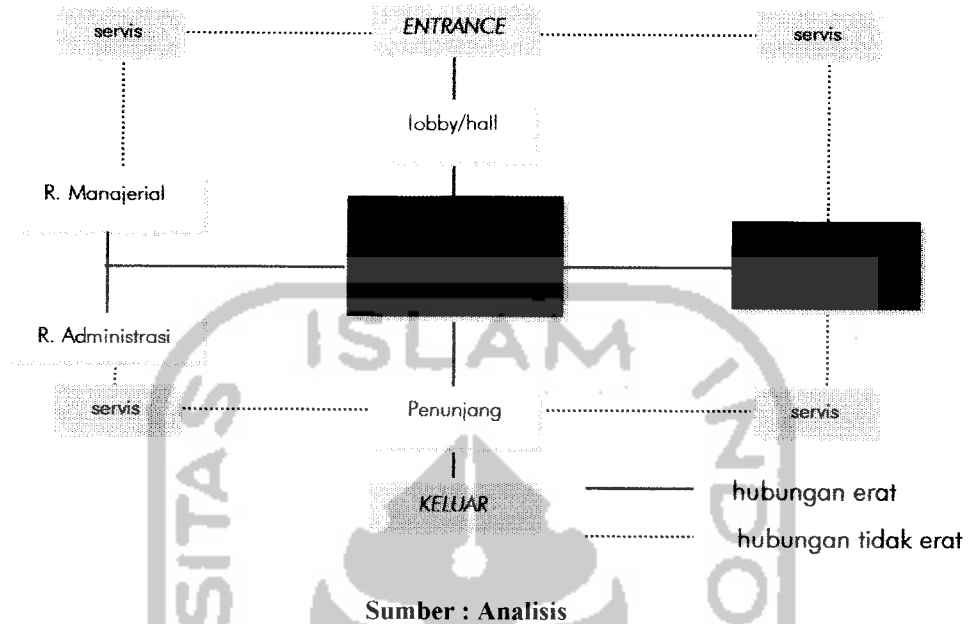 servis
ENTRANCE
servis
lobby/hall
R. Manajerial
R. Administrasi
servis
Penunjang
servis
KELUAR
hubungan erat
hubungan tidak erat
Sumber : Analisis
ISLAM